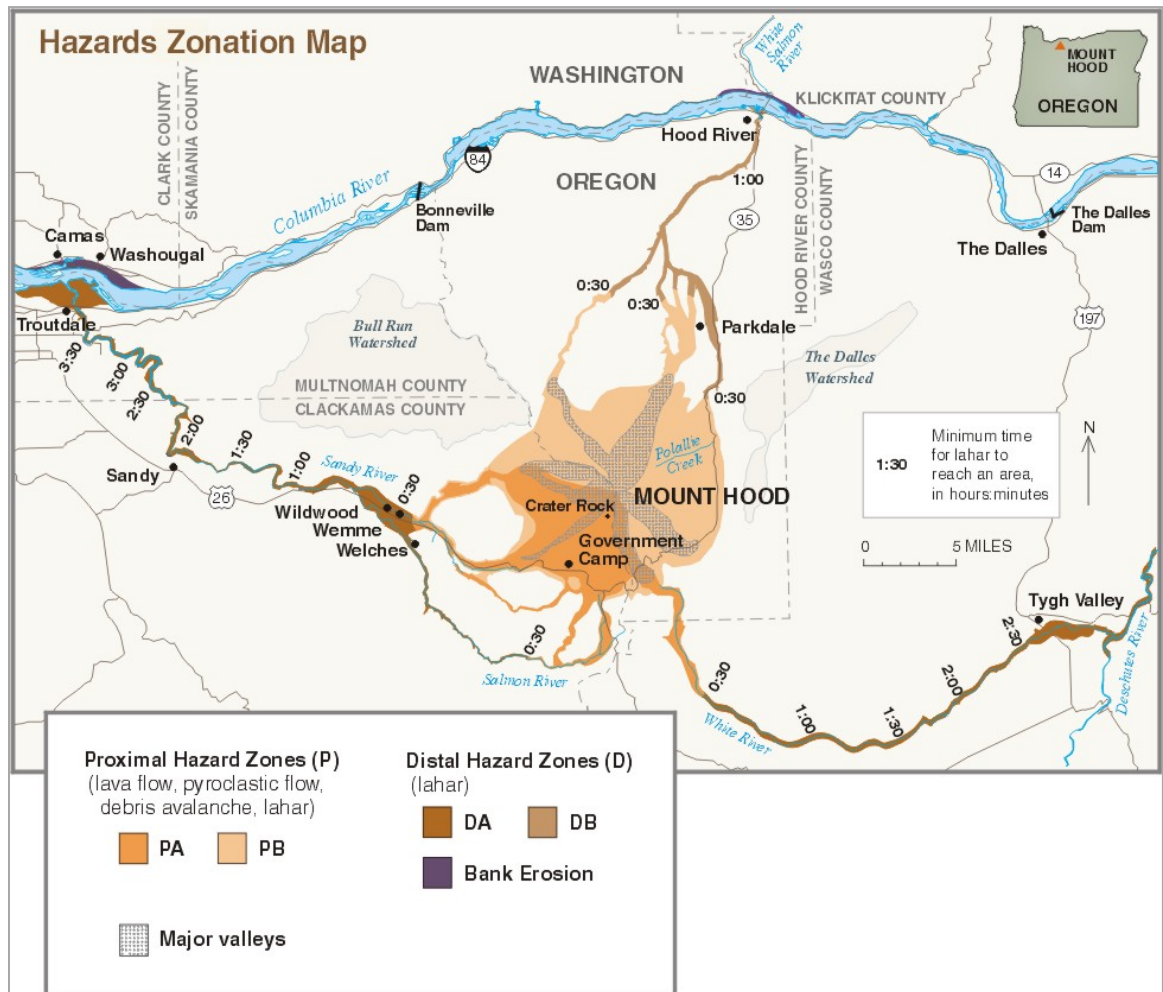 Hazards Zonation Map
WASHINGTON
White
Salmon
River
MOUNT
HOOD
OREGON
CLARK COUNTY
SKAMANIA COUNTY
KLICKITAT COUNTY
Hood River
84
OREGON
Columbia River
Bonneville
Dam
1:00
35
HOOD RIVER COUNTY
WASCO COUNTY
14
The Dalles
Dam
The Dalles
Camas
Washougal
Troutdale
0:30
0:30
Parkdale
197
Bull Run
Watershed
The Dalles
Watershed
3:30
3:00
2:30
2:00
MULTNOMAH COUNTY
CLACKAMAS COUNTY
0:30
Polallie
Creek
1:30
Minimum time
for lahar to
reach an area,
in hours:minutes
N
Sandy
26
1:30
1:00
Sandy River
0:30
Wildwood
Wemme
Welches
Crater Rock
MOUNT HOOD
Government
Camp
0
5 MILES
0:30
Salmon River
0:30
White River
1:00
1:30
2:00
2:30
Tygh Valley
Deschutes River
Proximal Hazard Zones (P)
(lava flow, pyroclastic flow,
debris avalanche, lahar)
PA
PB
Major valleys
Distal Hazard Zones (D)
(lahar)
DA
DB
Bank Erosion